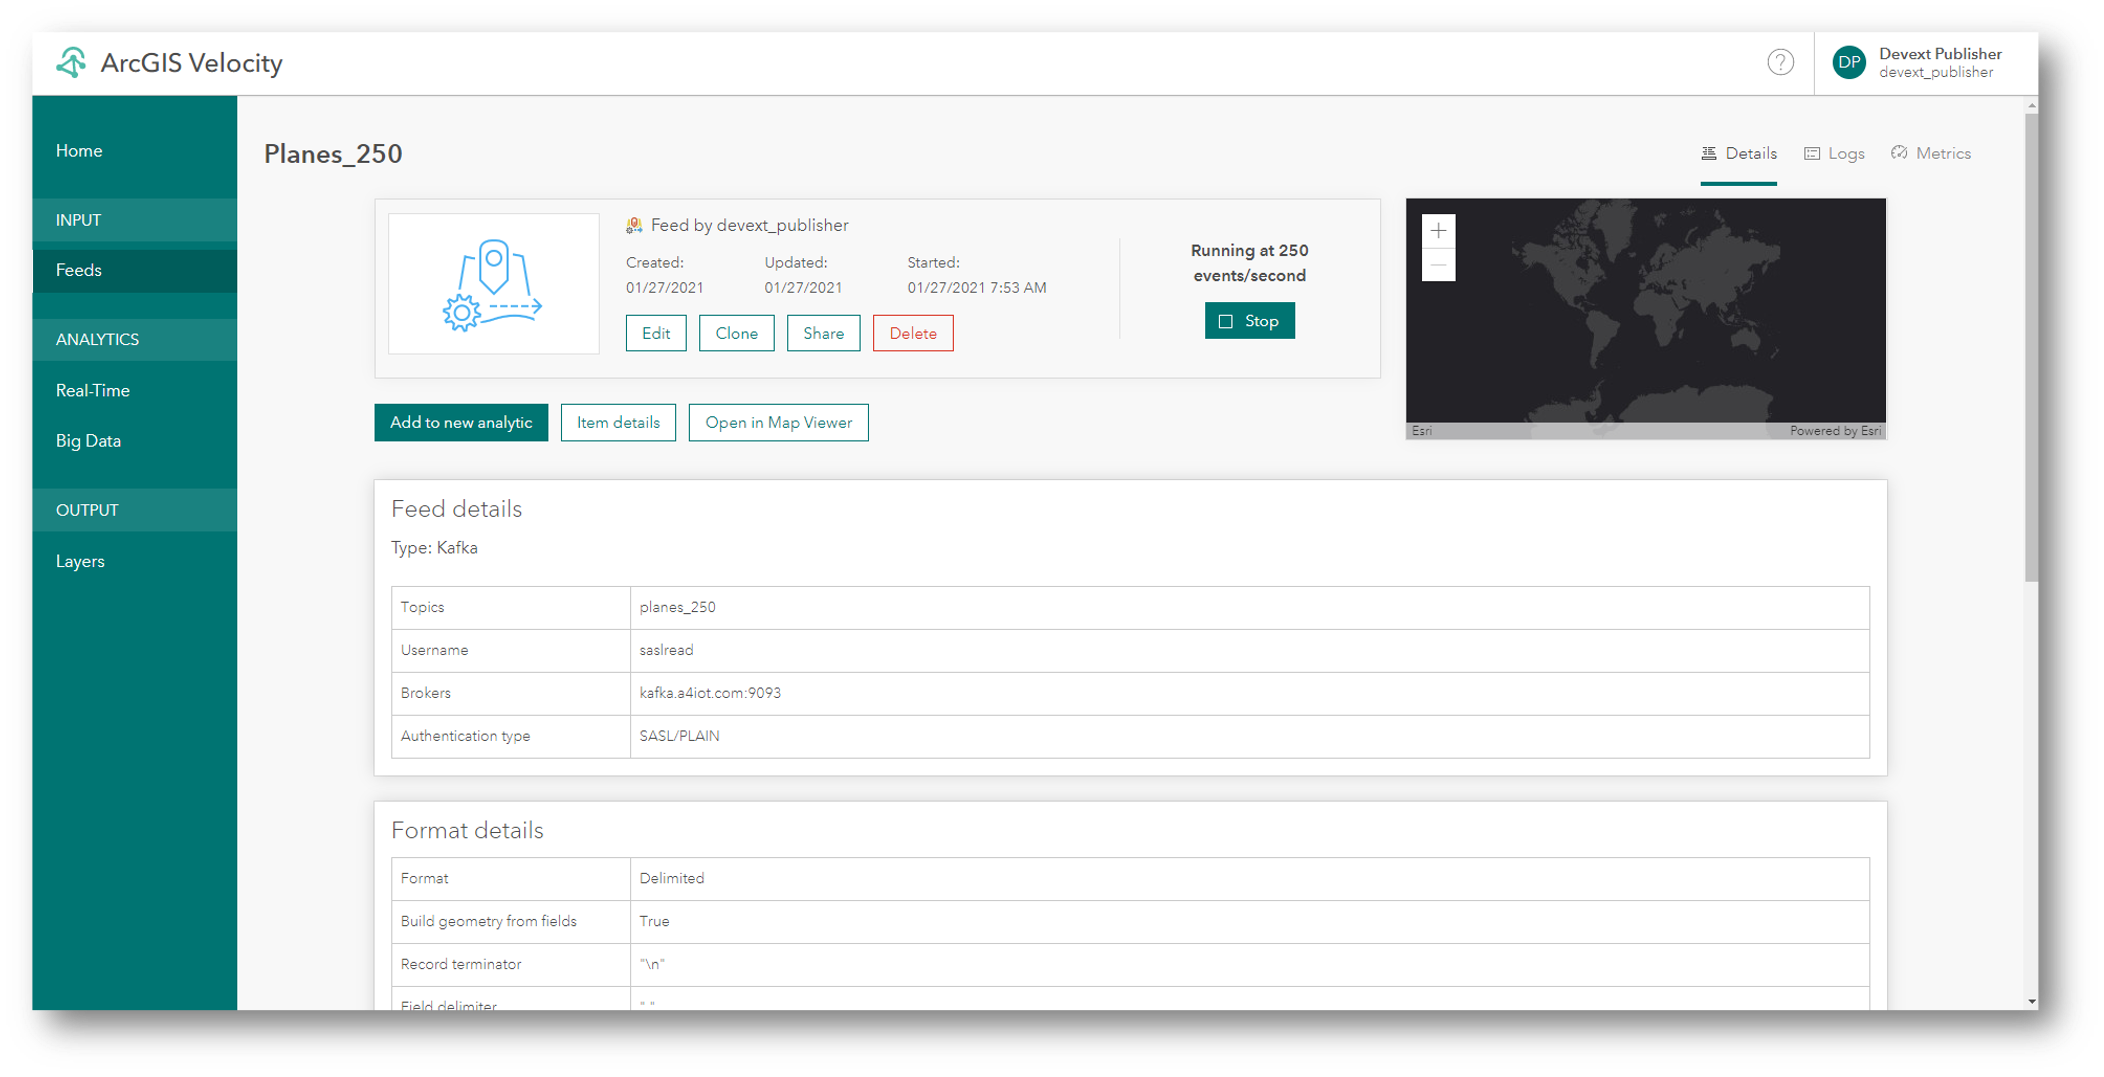 ArcGIS Velocity
?
DP
Devext Publisher
devext_publisher
Home
INPUT
Feeds
ANALYTICS
Real-Time
Big Data
OUTPUT
Layers
Planes_250
Details
Logs
Metrics
Feed by devext_publisher
Created:
01/27/2021
Updated:
01/27/2021
Started:
01/27/2021 7:53 AM
Edit
Clone
Share
Delete
Running at 250
events/second
Stop
+
−
Esri
Powered by Esri
Add to new analytic
Item details
Open in Map Viewer
Feed details
Type: Kafka
Topics planes_250
Username saslread
Brokers kafka.a4iot.com:9093
Authentication type SASL/PLAIN
Format details
Format Delimited
Build geometry from fields True
Record terminator "\n"
Field delimiter